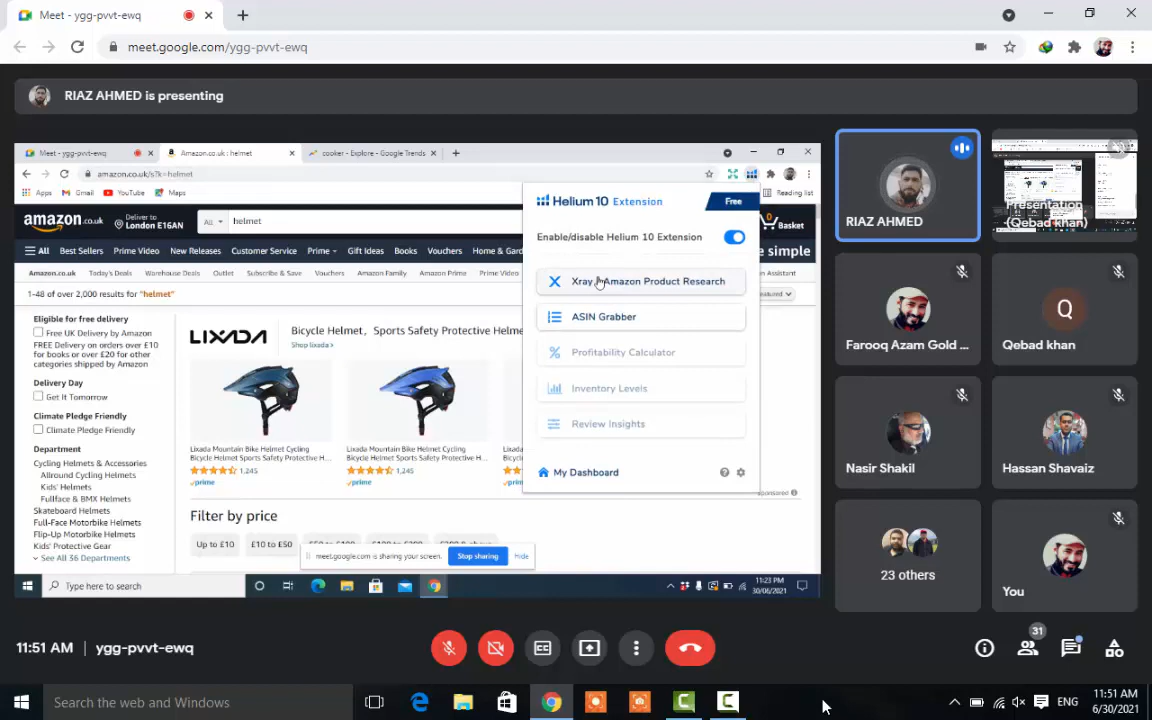 Meet - ygg-pvvt-ewq
meet.google.com/ygg-pvvt-ewq
RIAZ AHMED is presenting
Meet - ygg-pvvt-ewq
Amazon.co.uk : helmet
cooker - Explore - Google Trends
amazon.co.uk/s?k=helmet
Apps
Gmail
YouTube
Maps
Reading list
amazon.co.uk
Deliver to
London E16AN
All
helmet
0
Basket
All
Best Sellers
Prime Video
New Releases
Customer Service
Prime
Gift Ideas
Books
Vouchers
Home & Gard
Amazon.co.uk
Today's Deals
Warehouse Deals
Outlet
Subscribe & Save
Vouchers
Amazon Family
Amazon Prime
Prime Video
1-48 of over 2,000 results for "helmet"
Eligible for free delivery
Free UK Delivery by Amazon
FREE Delivery on orders over £10
for books or over £20 for other
categories shipped by Amazon
Delivery Day
Get It Tomorrow
Climate Pledge Friendly
Climate Pledge Friendly
Department
Cycling Helmets & Accessories
Allround Cycling Helmets
Kids' Helmets
Fullface & BMX Helmets
Skateboard Helmets
Full-Face Motorbike Helmets
Flip-Up Motorbike Helmets
Kids' Protective Gear
See All 36 Departments
LIXADA
Bicycle Helmet, Sports Safety Protective Helme
Shop lixada >
Lixada Mountain Bike Helmet Cycling
Bicycle Helmet Sports Safety Protective H...
1,245
prime
Lixada Mountain Bike Helmet Cycling
Bicycle Helmet Sports Safety Protective H...
1,245
prime
Filter by price
Up to £10
£10 to £50
meet.google.com is sharing your screen.
Stop sharing
Hide
Helium 10 Extension
Free
Enable/disable Helium 10 Extension
Xray Amazon Product Research
ASIN Grabber
Profitability Calculator
Inventory Levels
Review Insights
My Dashboard
Sponsored
Type here to search
11:23 PM
30/06/2021
RIAZ AHMED
Presentation
(Qebad khan)
Farooq Azam Gold ...
Q
Qebad khan
Nasir Shakil
Hassan Shavaiz
23 others
You
11:51 AM
ygg-pvvt-ewq
31
Search the web and Windows
ENG
11:51 AM
6/30/2021